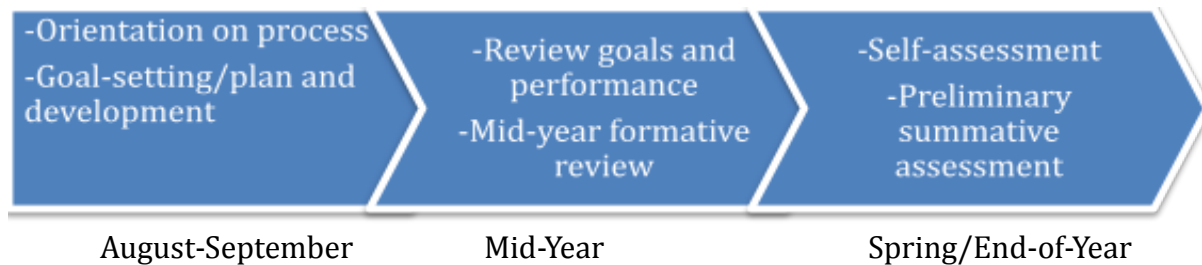 -Orientation on process
-Goal-setting/plan and
development
-Review goals and
performance
-Mid-year formative
review
-Self-assessment
-Preliminary
summative
assessment
August-September
Mid-Year
Spring/End-of-Year